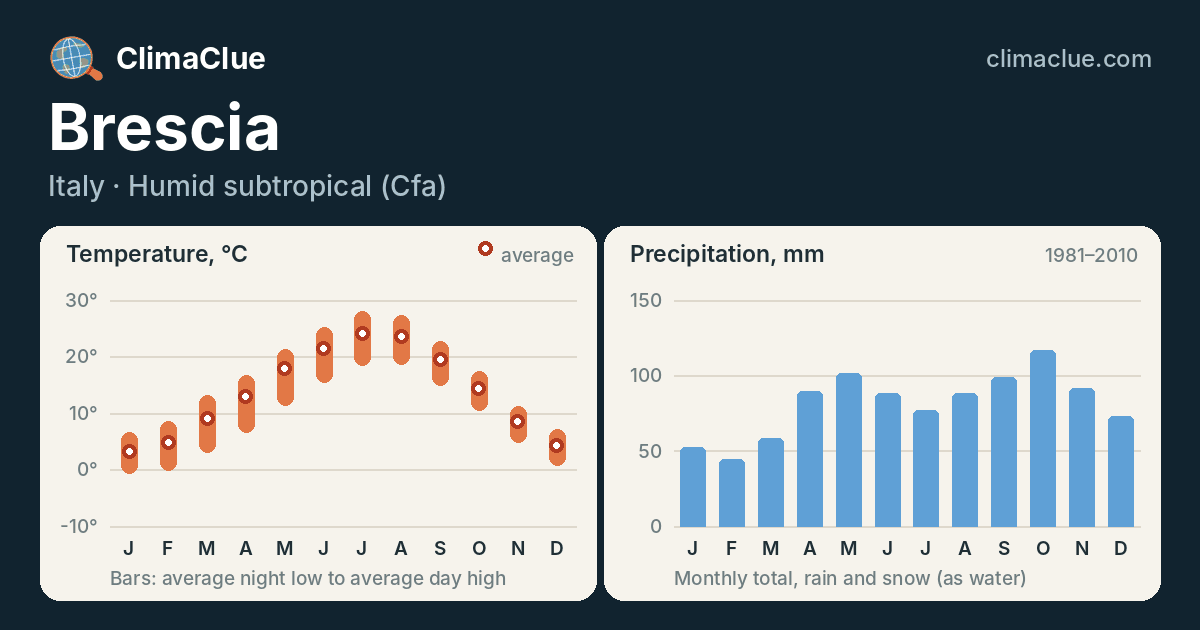 ClimaClue
climaclue.com
Brescia
Italy · Humid subtropical (Cfa)
Temperature, °C
average
30°
20°
10°
0°
-10°
J F M A M J J A S O N D
Bars: average night low to average day high
Precipitation, mm
1981–2010
150
100
50
0
J F M A M J J A S O N D
Monthly total, rain and snow (as water)